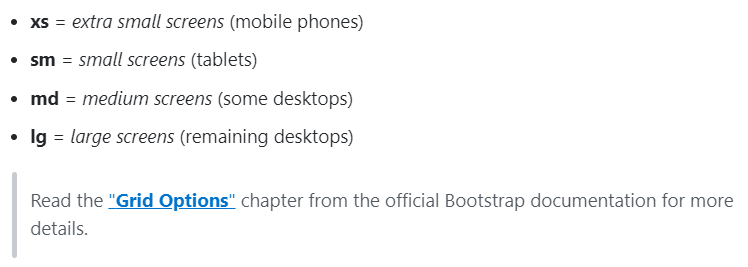 xs = extra small screens (mobile phones)
sm = small screens (tablets)
md = medium screens (some desktops)
lg = large screens (remaining desktops)
Read the "Grid Options" chapter from the official Bootstrap documentation for more
details.